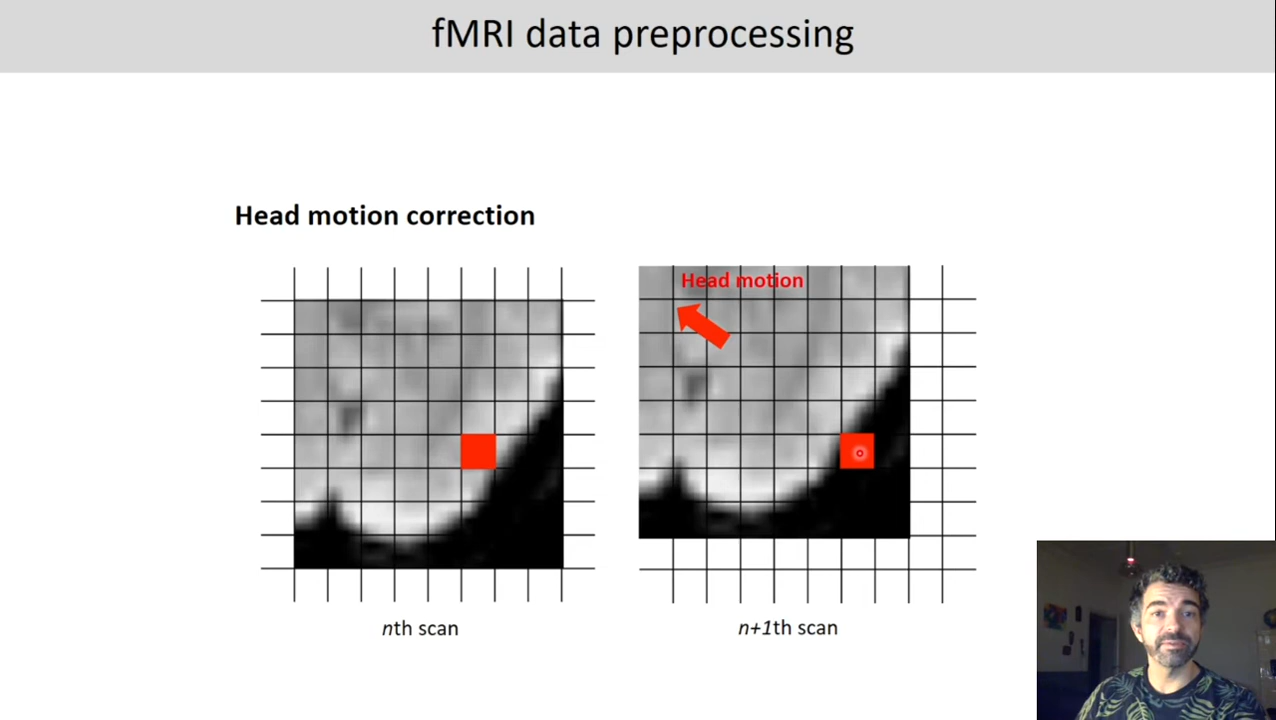 fMRI data preprocessing
Head motion correction
Head motion
nth scan
n+1th scan